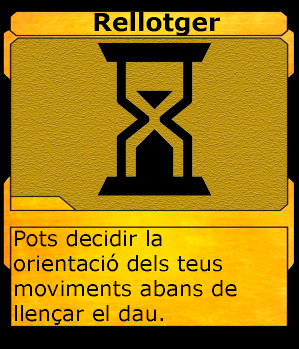 Rellotger
Pots decidir la
orientació dels teus
moviments abans de
llençar el dau.